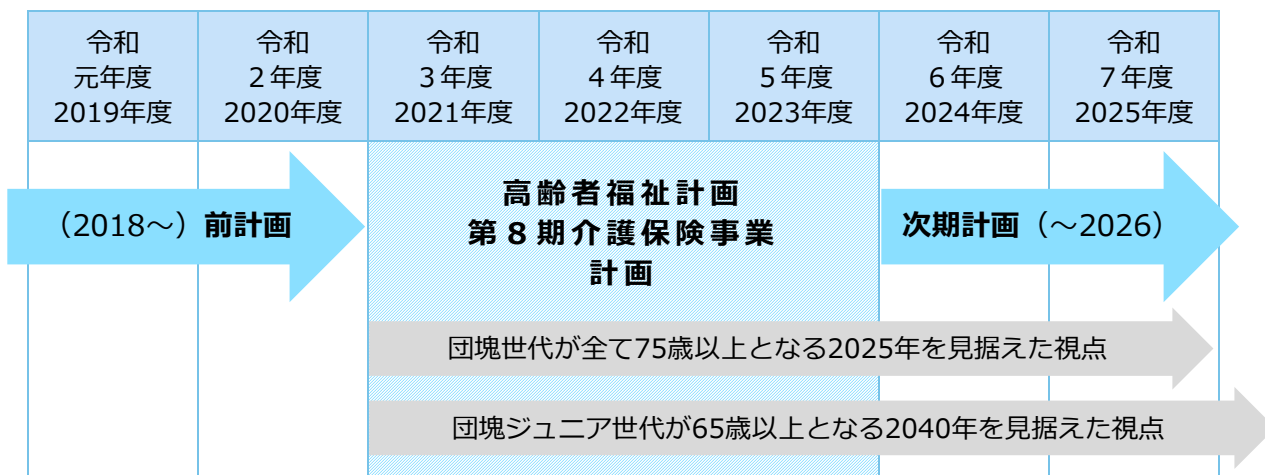 令和
元年度
2019年度
令和
２年度
2020年度
令和
３年度
2021年度
令和
４年度
2022年度
令和
５年度
2023年度
令和
６年度
2024年度
令和
７年度
2025年度
（2018～）前計画
高齢者福祉計画
第８期介護保険事業
計画
次期計画（～2026）
団塊世代が全て75歳以上となる2025年を見据えた視点
団塊ジュニア世代が65歳以上となる2040年を見据えた視点